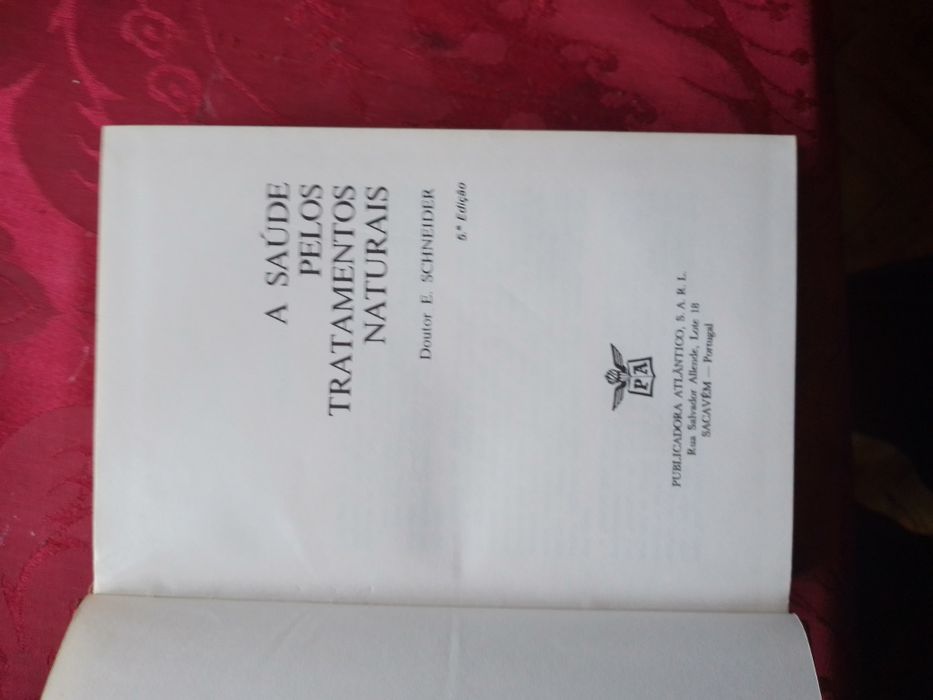 A SAÚDE
PELOS
TRATAMENTOS
NATURAIS
Doutor E. SCHNEIDER
6.ª Edição
PA
PUBLICADORA ATLÂNTICO, S. A. R. L.
Rua Salvador Allende, Lote 18
SACAVÉM — Portugal